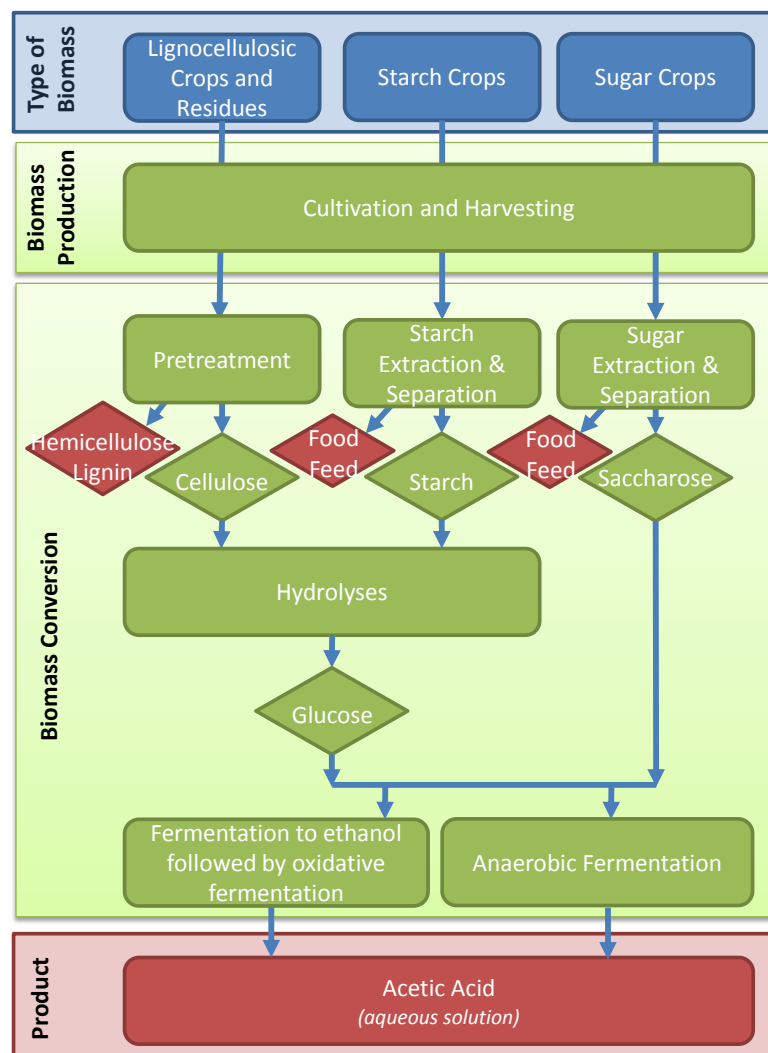 Type of
Biomass
Lignocellulosic
Crops and
Residues
Starch Crops
Sugar Crops
Biomass
Production
Cultivation and Harvesting
Biomass Conversion
Pretreatment
Starch
Extraction &
Separation
Sugar
Extraction &
Separation
Hemicellulose
Lignin
Cellulose
Food
Feed
Starch
Food
Feed
Saccharose
Hydrolyses
Glucose
Fermentation to ethanol
followed by oxidative
fermentation
Anaerobic Fermentation
Product
Acetic Acid
(aqueous solution)